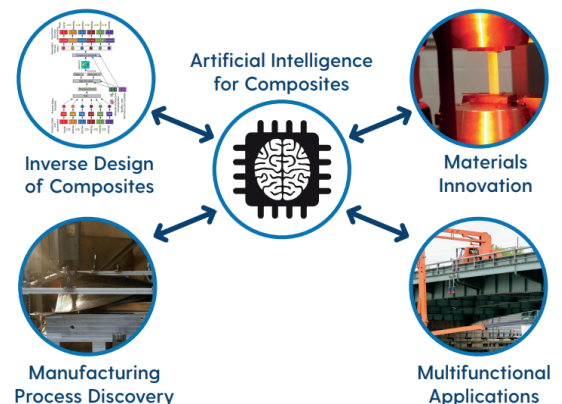 Artificial Intelligence
for Composites
Inverse Design
of Composites
Materials
Innovation
Manufacturing
Process Discovery
Multifunctional
Applications